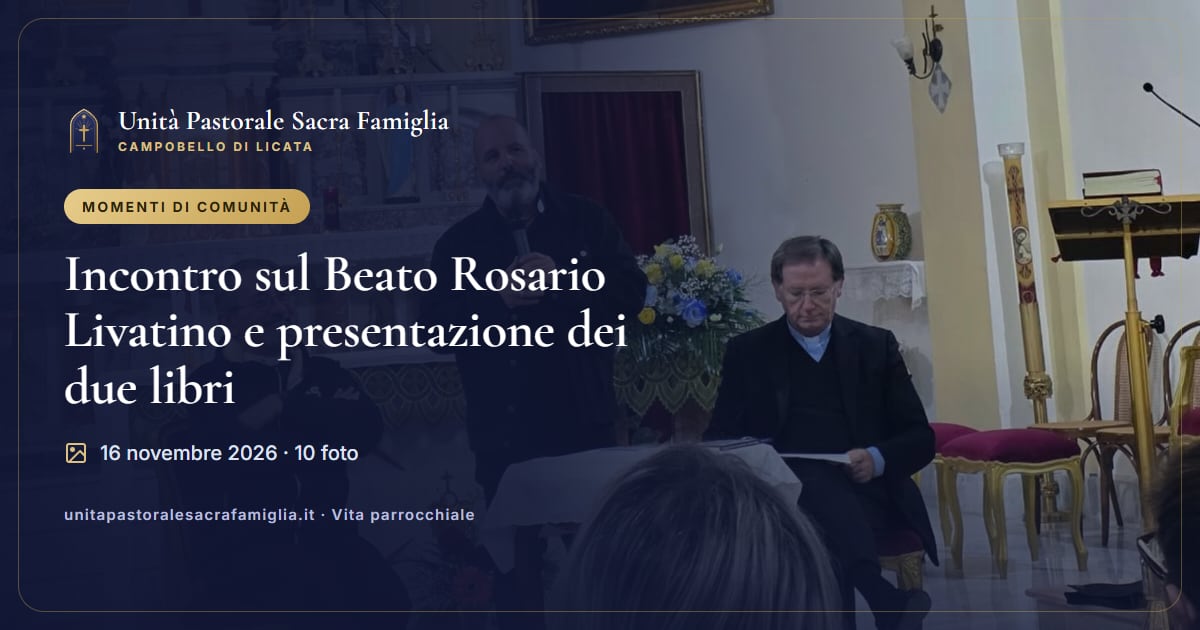 Unità Pastorale Sacra Famiglia
CAMPOBELLO DI LICATA
MOMENTI DI COMUNITÀ
Incontro sul Beato Rosario
Livatino e presentazione dei
due libri
16 novembre 2026 · 10 foto
unitapastoralesacrafamiglia.it · Vita parrocchiale